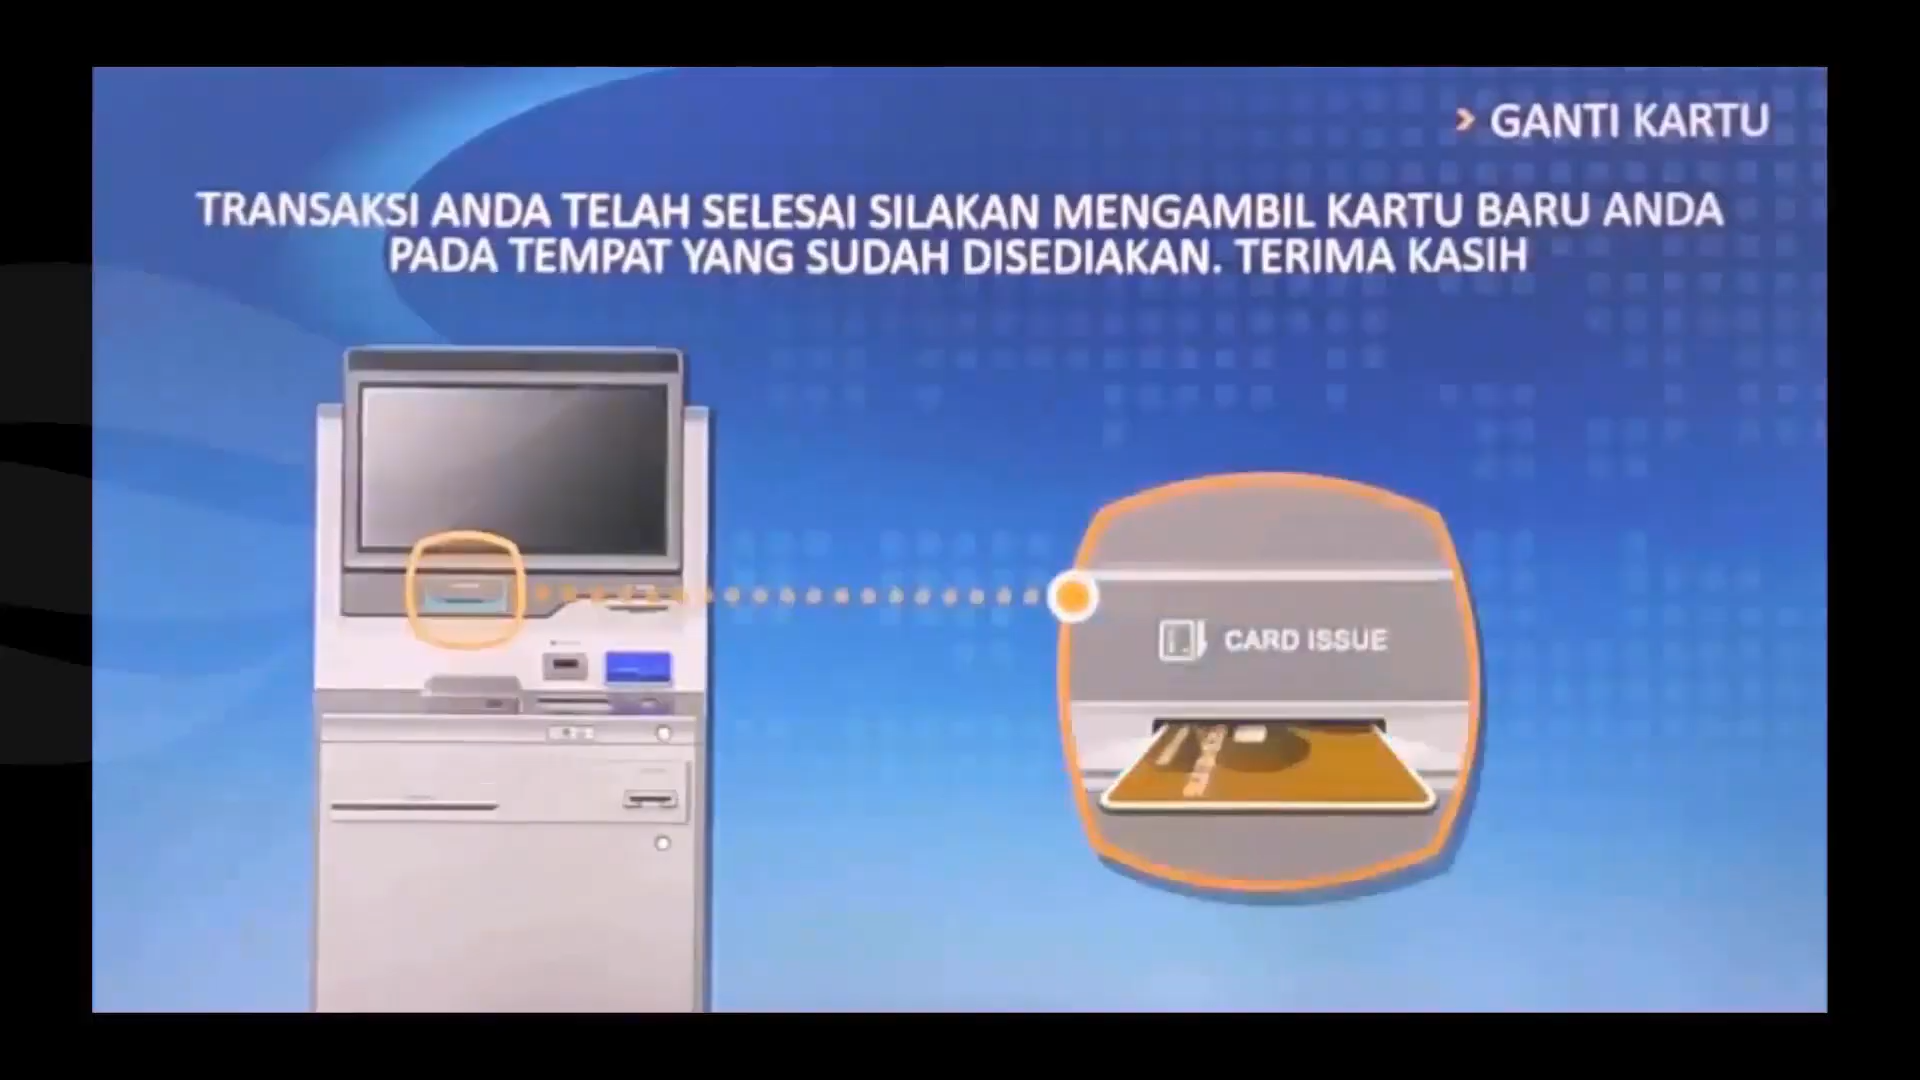 GANTI KARTU
TRANSAKSI ANDA TELAH SELESAI SILAKAN MENGAMBIL KARTU BARU ANDA
PADA TEMPAT YANG SUDAH DISEDIAKAN. TERIMA KASIH
CARD ISSUE